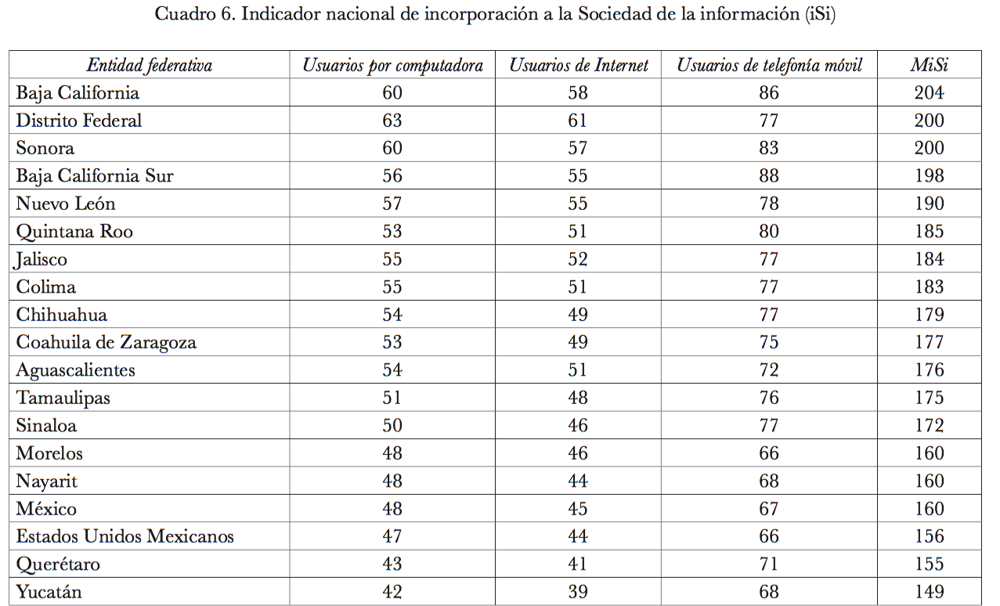 Cuadro 6. Indicador nacional de incorporación a la Sociedad de la información (iSi)
Entidad federativa Usuarios por computadora Usuarios de Internet Usuarios de telefonía móvil MiSi
Baja California 60 58 86 204
Distrito Federal 63 61 77 200
Sonora 60 57 83 200
Baja California Sur 56 55 88 198
Nuevo León 57 55 78 190
Quintana Roo 53 51 80 185
Jalisco 55 52 77 184
Colima 55 51 77 183
Chihuahua 54 49 77 179
Coahuila de Zaragoza 53 49 75 177
Aguascalientes 54 51 72 176
Tamaulipas 51 48 76 175
Sinaloa 50 46 77 172
Morelos 48 46 66 160
Nayarit 48 44 68 160
México 48 45 67 160
Estados Unidos Mexicanos 47 44 66 156
Querétaro 43 41 71 155
Yucatán 42 39 68 149